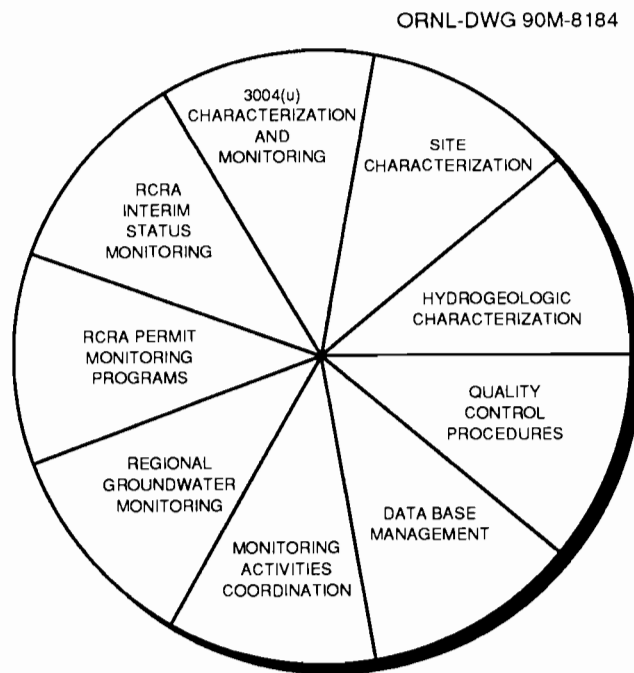 ORNL-DWG 90M-8184
3004(u)
CHARACTERIZATION
AND
MONITORING
SITE
CHARACTERIZATION
RCRA
INTERIM
STATUS
MONITORING
HYDROGEOLOGIC
CHARACTERIZATION
RCRA PERMIT
MONITORING
PROGRAMS
QUALITY
CONTROL
PROCEDURES
REGIONAL
GROUNDWATER
MONITORING
DATA BASE
MANAGEMENT
MONITORING
ACTIVITIES
COORDINATION